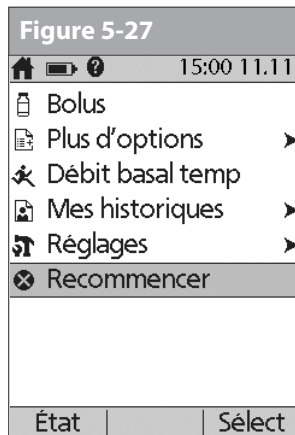 Figure 5-27
15:00 11.11
Bolus
Plus d'options
Débit basal temp
Mes historiques
Réglages
Recommencer
État Sélect